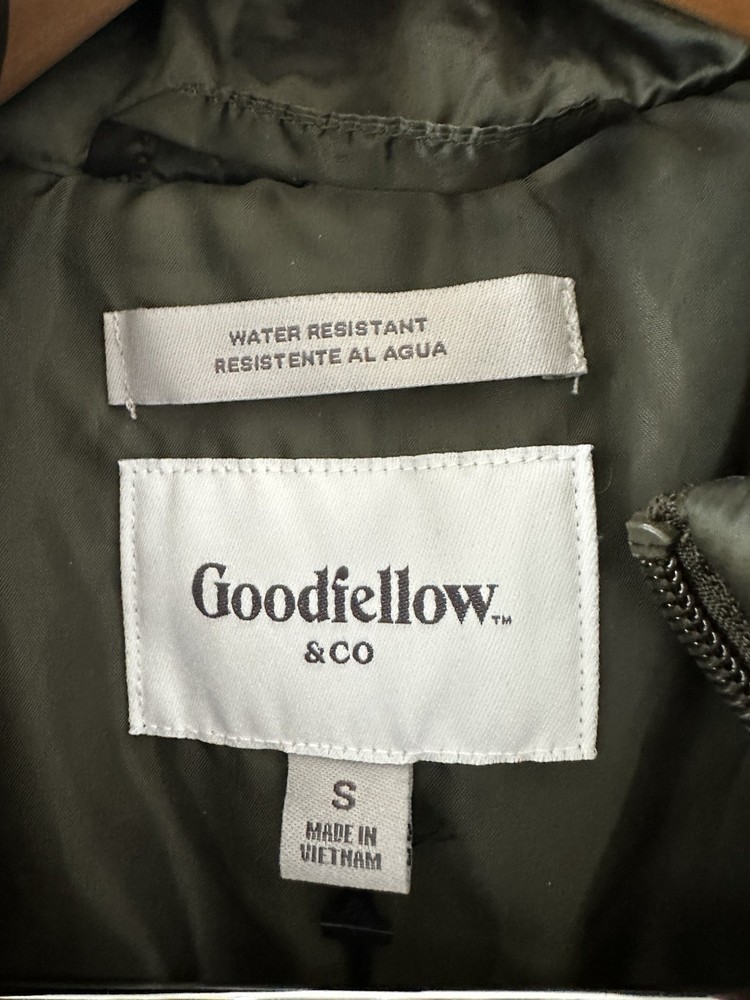 WATER RESISTANT
RESISTENTE AL AGUA
Goodfellow™
&CO
S
MADE IN
VIETNAM